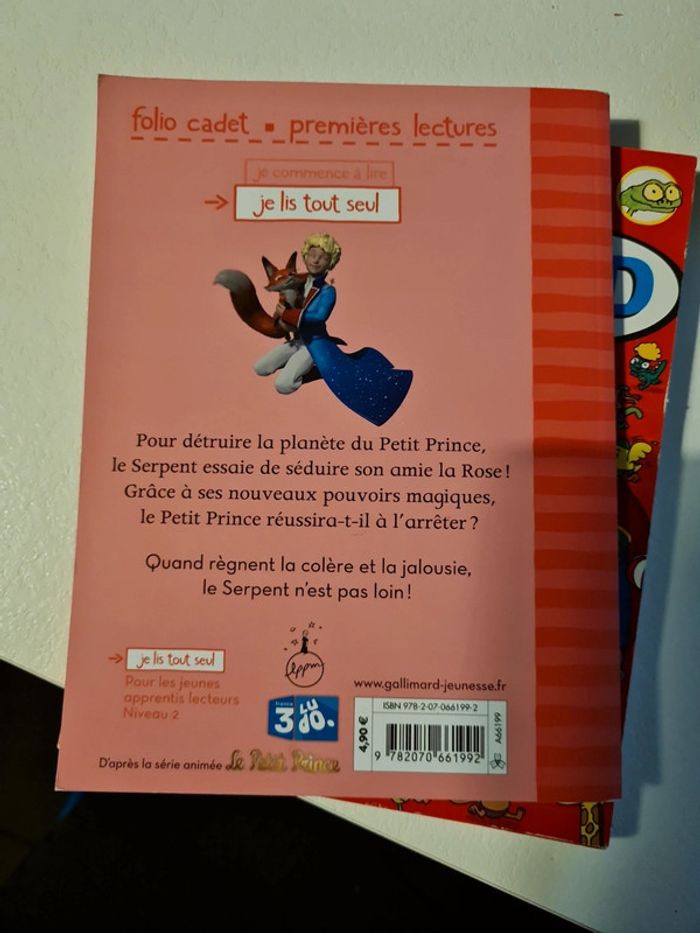 folio cadet ▪ premières lectures
je commence à lire
→ je lis tout seul
Pour détruire la planète du Petit Prince,
le Serpent essaie de séduire son amie la Rose !
Grâce à ses nouveaux pouvoirs magiques,
le Petit Prince réussira-t-il à l'arrêter ?
Quand règnent la colère et la jalousie,
le Serpent n'est pas loin !
→ je lis tout seul
Pour les jeunes
apprentis lecteurs
Niveau 2
lppm
france 3 LUDO.
D'après la série animée Le Petit Prince
www.gallimard-jeunesse.fr
ISBN 978-2-07-066199-2
4,90 €
9 782070 661992
A66199
D